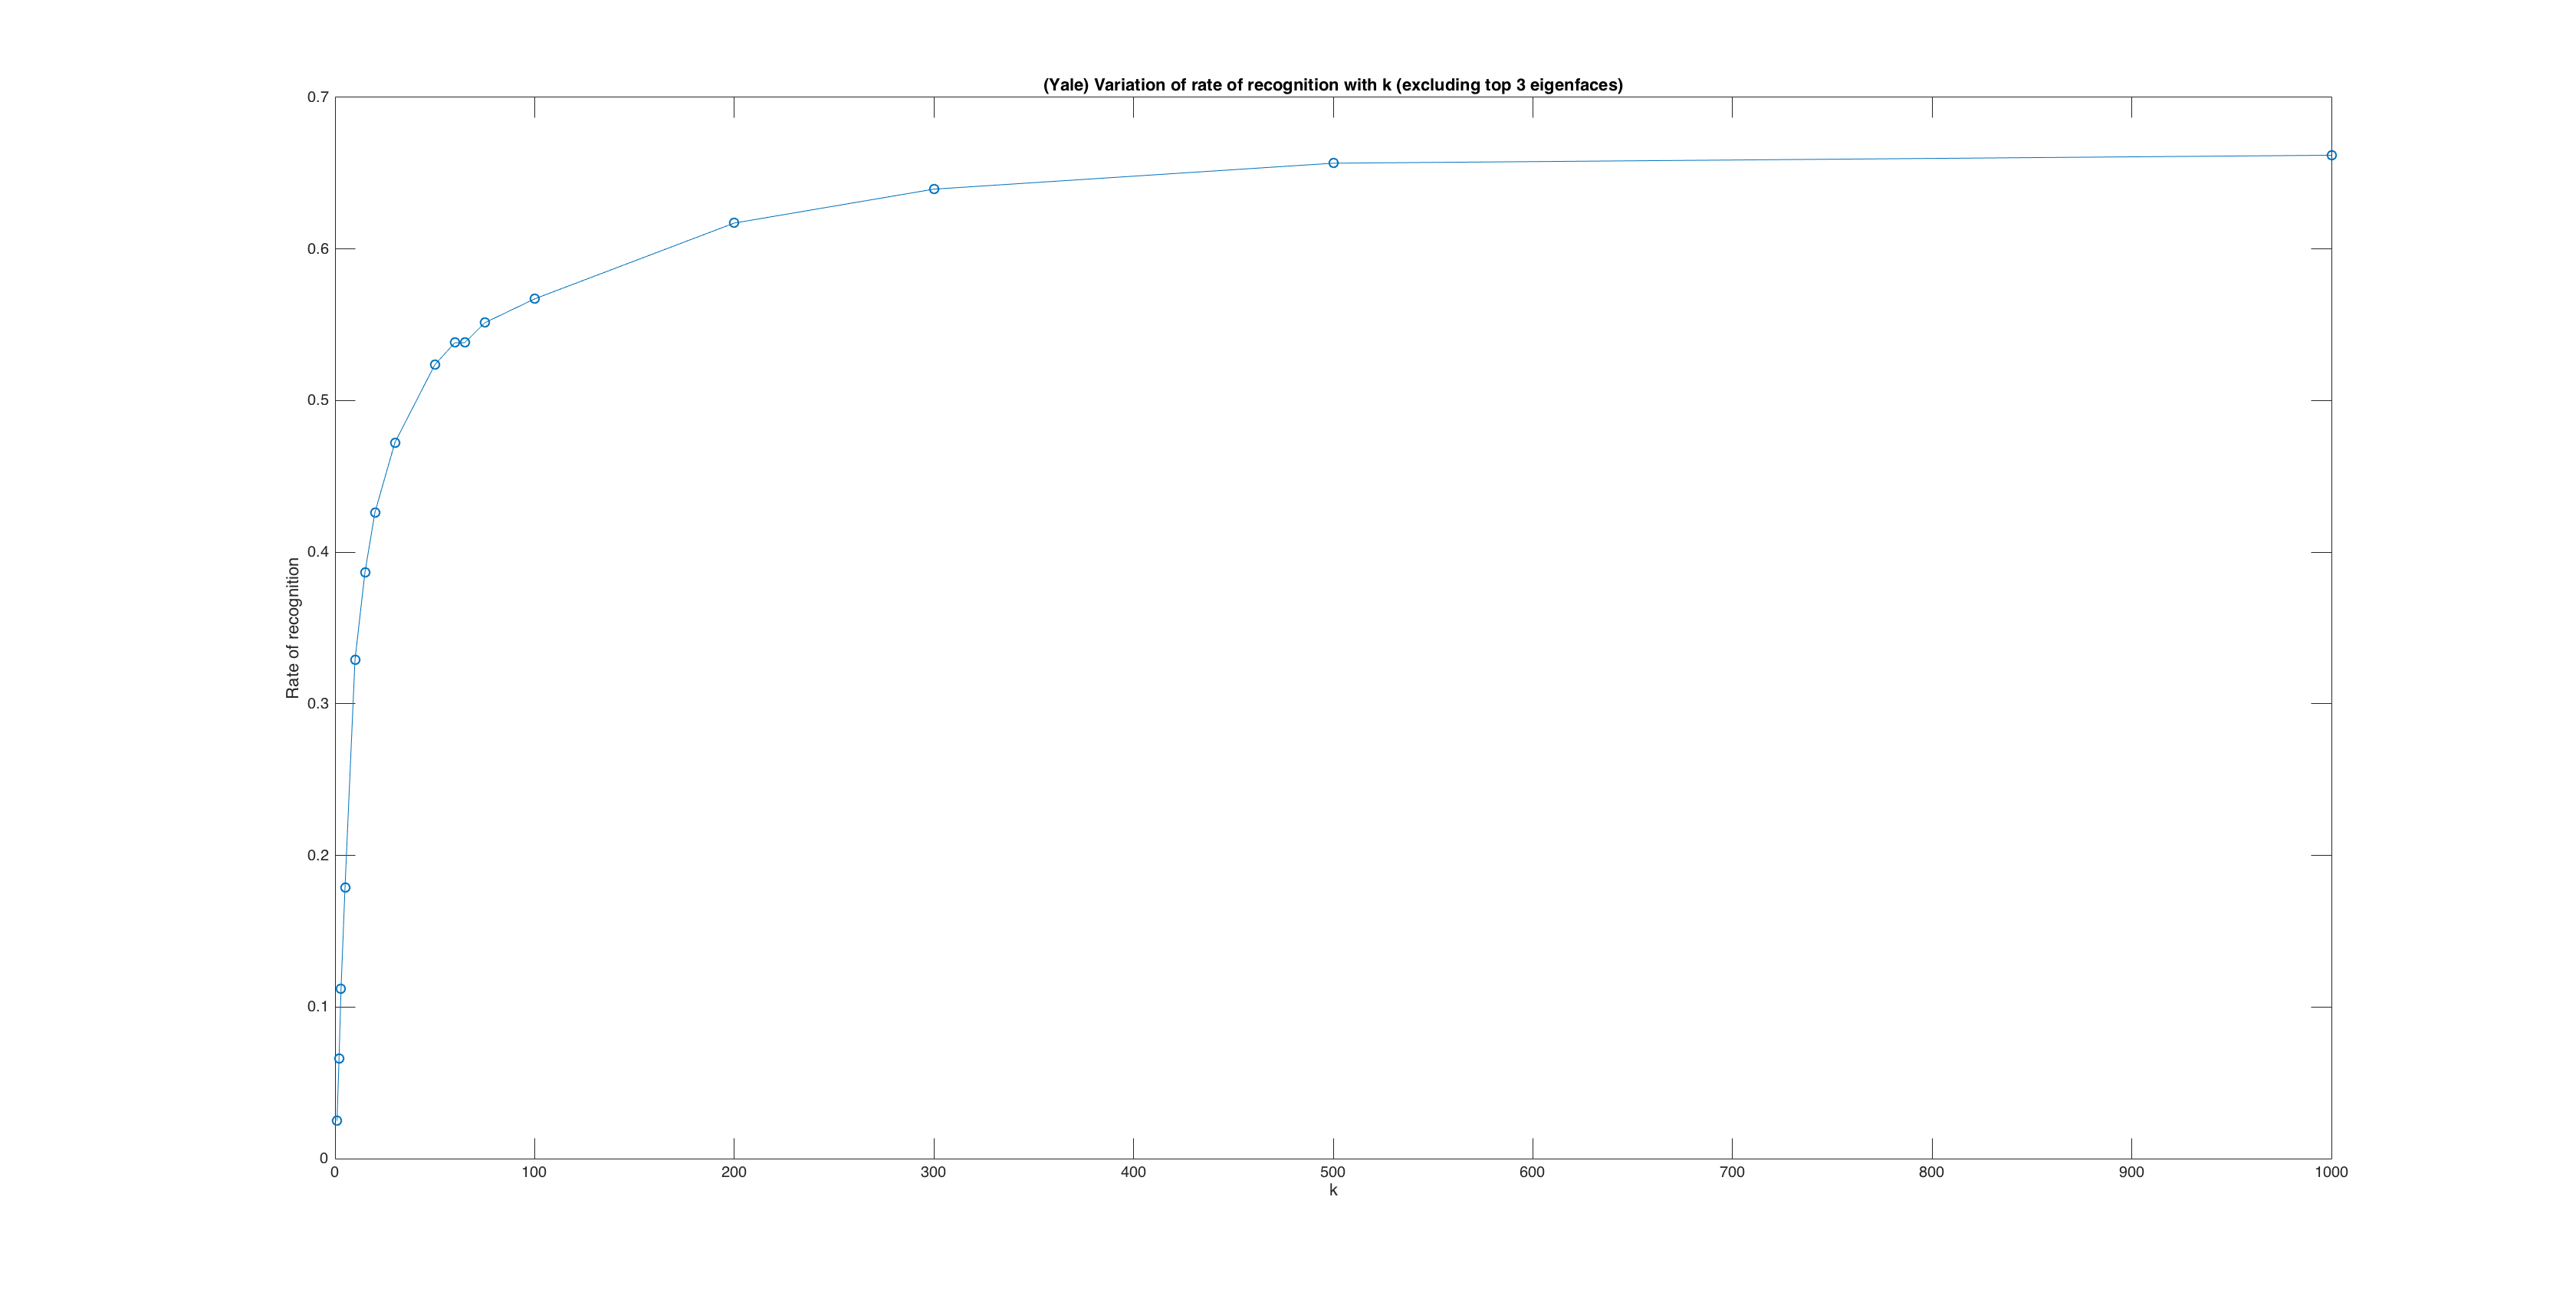 (Yale) Variation of rate of recognition with k (excluding top 3 eigenfaces)
0.7
0.6
0.5
0.4
0.3
0.2
0.1
0
Rate of recognition
0 100 200 300 400 500 600 700 800 900 1000
k